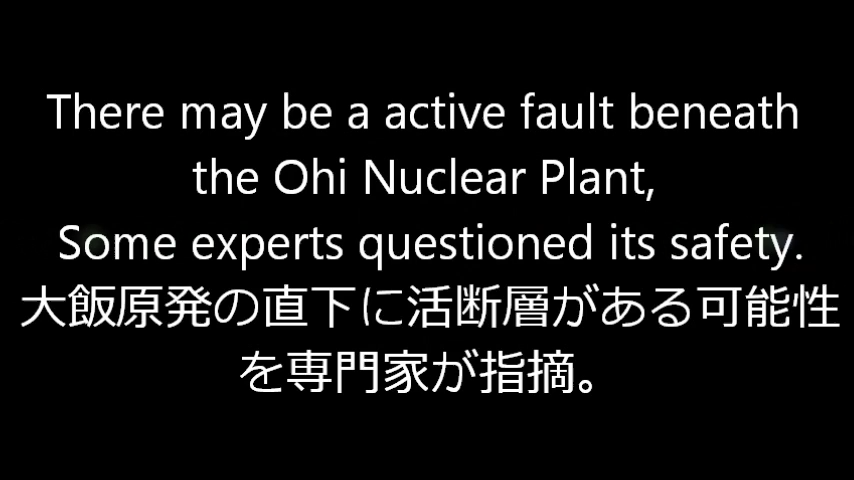 There may be a active fault beneath
the Ohi Nuclear Plant,
Some experts questioned its safety.
大飯原発の直下に活断層がある可能性
を専門家が指摘。